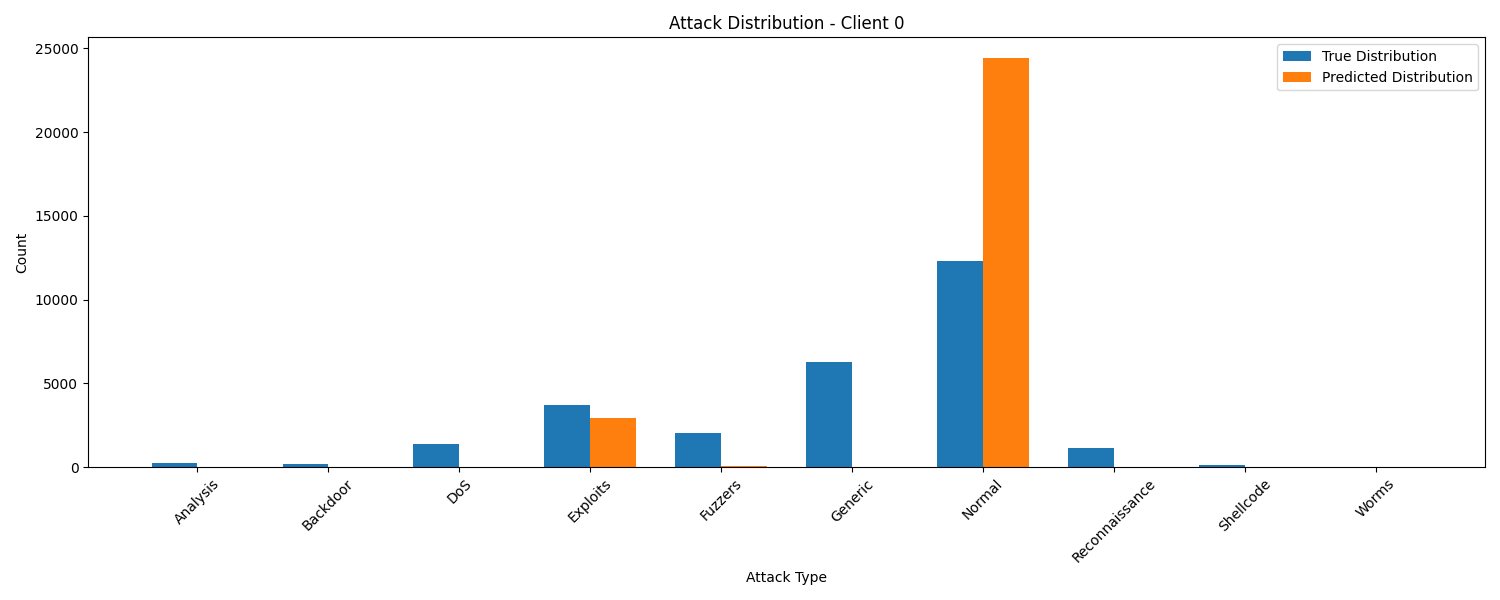 Attack Distribution - Client 0
True Distribution
Predicted Distribution
25000
20000
15000
10000
5000
0
Count
Analysis
Backdoor
DoS
Exploits
Fuzzers
Generic
Normal
Reconnaissance
Shellcode
Worms
Attack Type